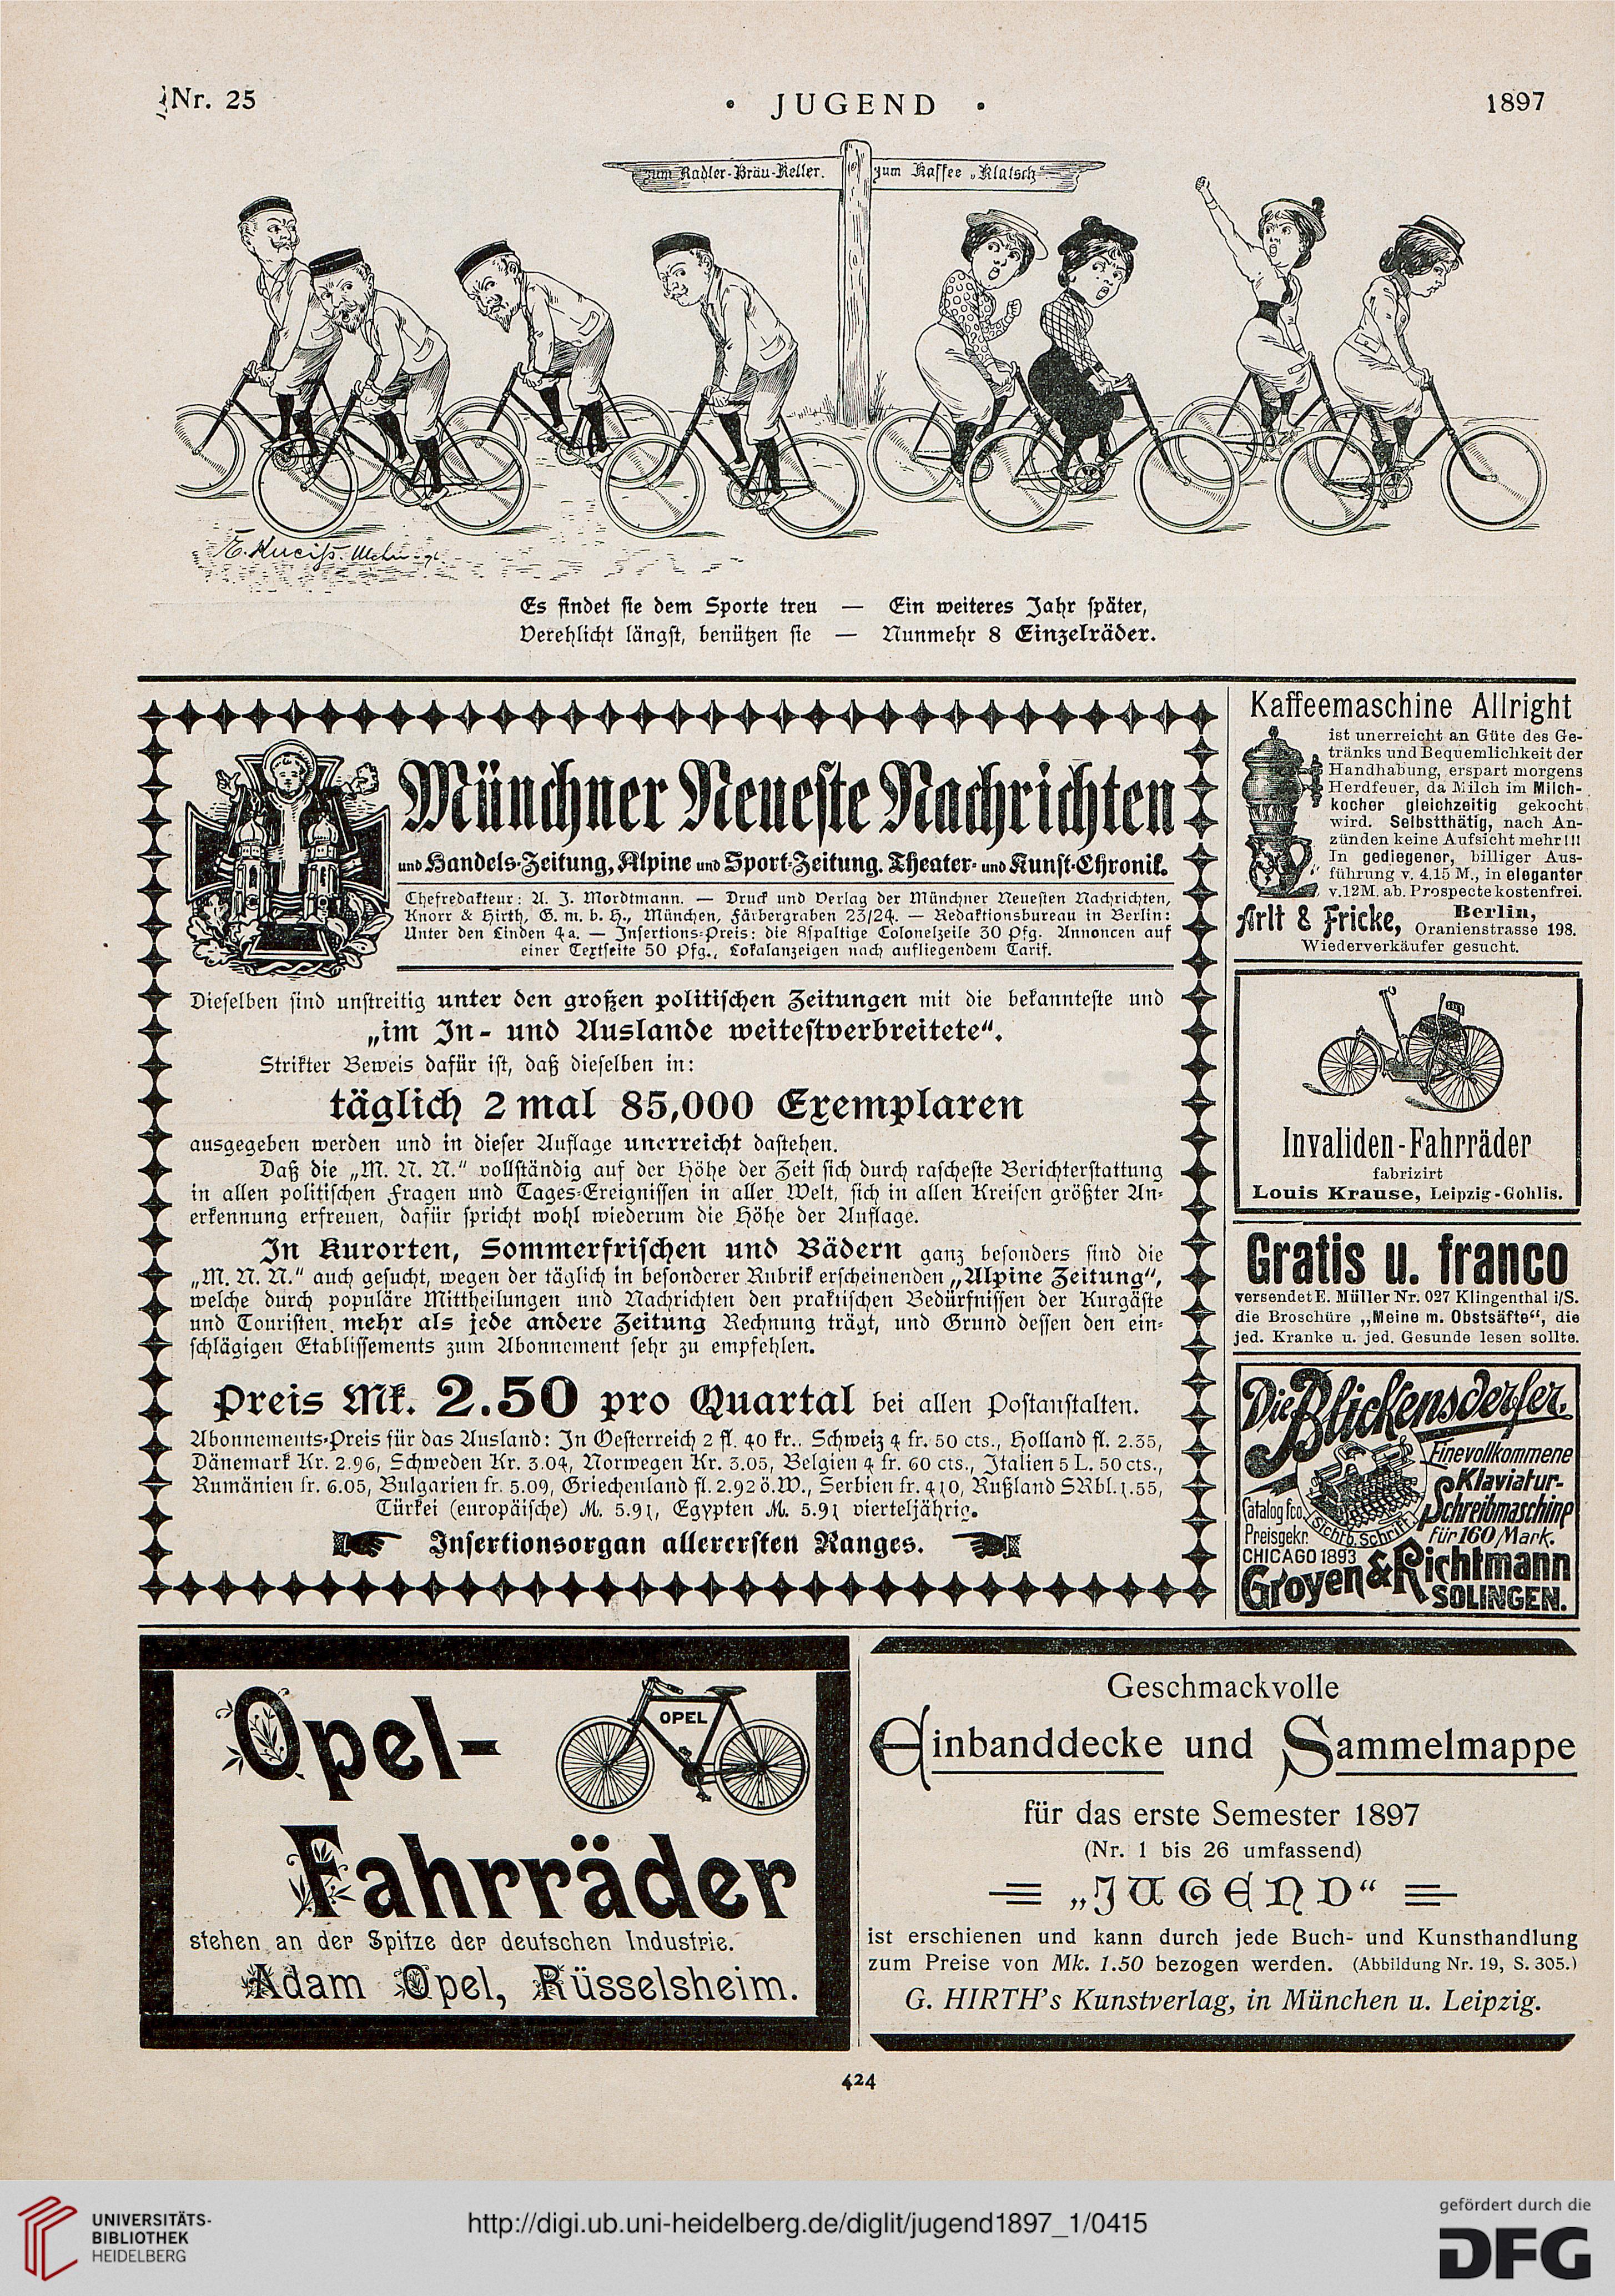 Nr. 25
· JUGEND ·
1897
zum Radler-Bräu-Keller.
zum Kaffee „Klatsch“
Es findet sie dem Sporte treu — Ein weiteres Jahr später,
Verehlicht längst, benützen sie — Nunmehr 8 Einzelräder.
Münchner Neueste Nachrichten
und Handels-Zeitung, Alpine und Sport-Zeitung, Theater- und Kunst-Chronik.
Chefredakteur: A. J. Mordtmann. — Druck und Verlag der Münchner Neuesten Nachrichten,
Knorr & Hirth, G. m. b. H., München, Färbergraben 23/24. — Redaktionsbureau in Berlin:
Unter den Linden 4a. — Insertions-Preis: die 8spaltige Colonelzeile 30 Pfg. Annoncen auf
einer Textseite 50 Pfg., Lokalanzeigen nach aufliegendem Tarif.
Dieselben sind unstreitig unter den großen politischen Zeitungen mit die bekannteste und
„im In- und Auslande weitestverbreitete“.
Strikter Beweis dafür ist, daß dieselben in:
täglich 2 mal 85,000 Exemplaren
ausgegeben werden und in dieser Auflage unerreicht dastehen.
Daß die „M. N. N.“ vollständig auf der Höhe der Zeit sich durch rascheste Berichterstattung
in allen politischen Fragen und Tages-Ereignissen in aller Welt, sich in allen Kreisen größter An-
erkennung erfreuen, dafür spricht wohl wiederum die Höhe der Auflage.
In Kurorten, Sommerfrischen und Bädern ganz besonders sind die
„M. N. N.“ auch gesucht, wegen der täglich in besonderer Rubrik erscheinenden „Alpine Zeitung“,
welche durch populäre Mittheilungen und Nachrichten den praktischen Bedürfnissen der Kurgäste
und Touristen mehr als jede andere Zeitung Rechnung trägt, und Grund dessen den ein-
schlägigen Etablissements zum Abonnement sehr zu empfehlen.
Preis Mk. 2.50 pro Quartal bei allen Postanstalten.
Abonnements-Preis für das Ausland: In Oesterreich 2 fl. 40 kr., Schweiz 4 fr. 50 cts., Holland fl. 2.35,
Dänemark Kr. 2.96, Schweden Kr. 3.04, Norwegen Kr. 3.05, Belgien 4 fr. 60 cts., Italien 5 L. 50 cts.,
Rumänien fr. 6.05, Bulgarien fr. 5.09, Griechenland fl. 2.92 ö. W., Serbien fr. 4.10, Rußland SRbl. 1.55,
Türkei (europäische) M. 5.91, Egypten M. 5.91 vierteljährig.
Insertionsorgan allerersten Ranges.
Kaffeemaschine Allright
ist unerreicht an Güte des Ge-
tränks und Bequemlichkeit der
Handhabung, erspart morgens
Herdfeuer, da Milch im Milch-
kocher gleichzeitig gekocht
wird. Selbstthätig, nach An-
zünden keine Aufsicht mehr!!!
In gediegener, billiger Aus-
führung v. 4.15 M., in eleganter
v. 12 M. ab. Prospecte kostenfrei.
Arlt & Fricke, Berlin,
Oranienstrasse 198.
Wiederverkäufer gesucht.
Invaliden-Fahrräder
fabrizirt
Louis Krause, Leipzig-Gohlis.
Gratis u. franco
versendet E. Müller Nr. 027 Klingenthal i/S.
die Broschüre „Meine m. Obstsäfte“, die
jed. Kranke u. jed. Gesunde lesen sollte.
Die Blickensderfer.
Eine vollkommene
Klaviatur-
Schreibmaschine
für 160 Mark.
Catalog fco.
Preisgekr.
Sichtb. Schrift.
CHICAGO 1893
Groyen & Richtmann
SOLINGEN.
Opel-
OPEL
Fahrräder
stehen an der Spitze der deutschen Industrie.
Adam Opel, Rüsselsheim.
Geschmackvolle
Einbanddecke und Sammelmappe
für das erste Semester 1897
(Nr. 1 bis 26 umfassend)
„JUGEND“
ist erschienen und kann durch jede Buch- und Kunsthandlung
zum Preise von Mk. 1.50 bezogen werden. (Abbildung Nr. 19, S. 305.)
G. HIRTH's Kunstverlag, in München u. Leipzig.
424
UNIVERSITÄTS-
BIBLIOTHEK
HEIDELBERG
http://digi.ub.uni-heidelberg.de/diglit/jugend1897_1/0415
gefördert durch die
DFG